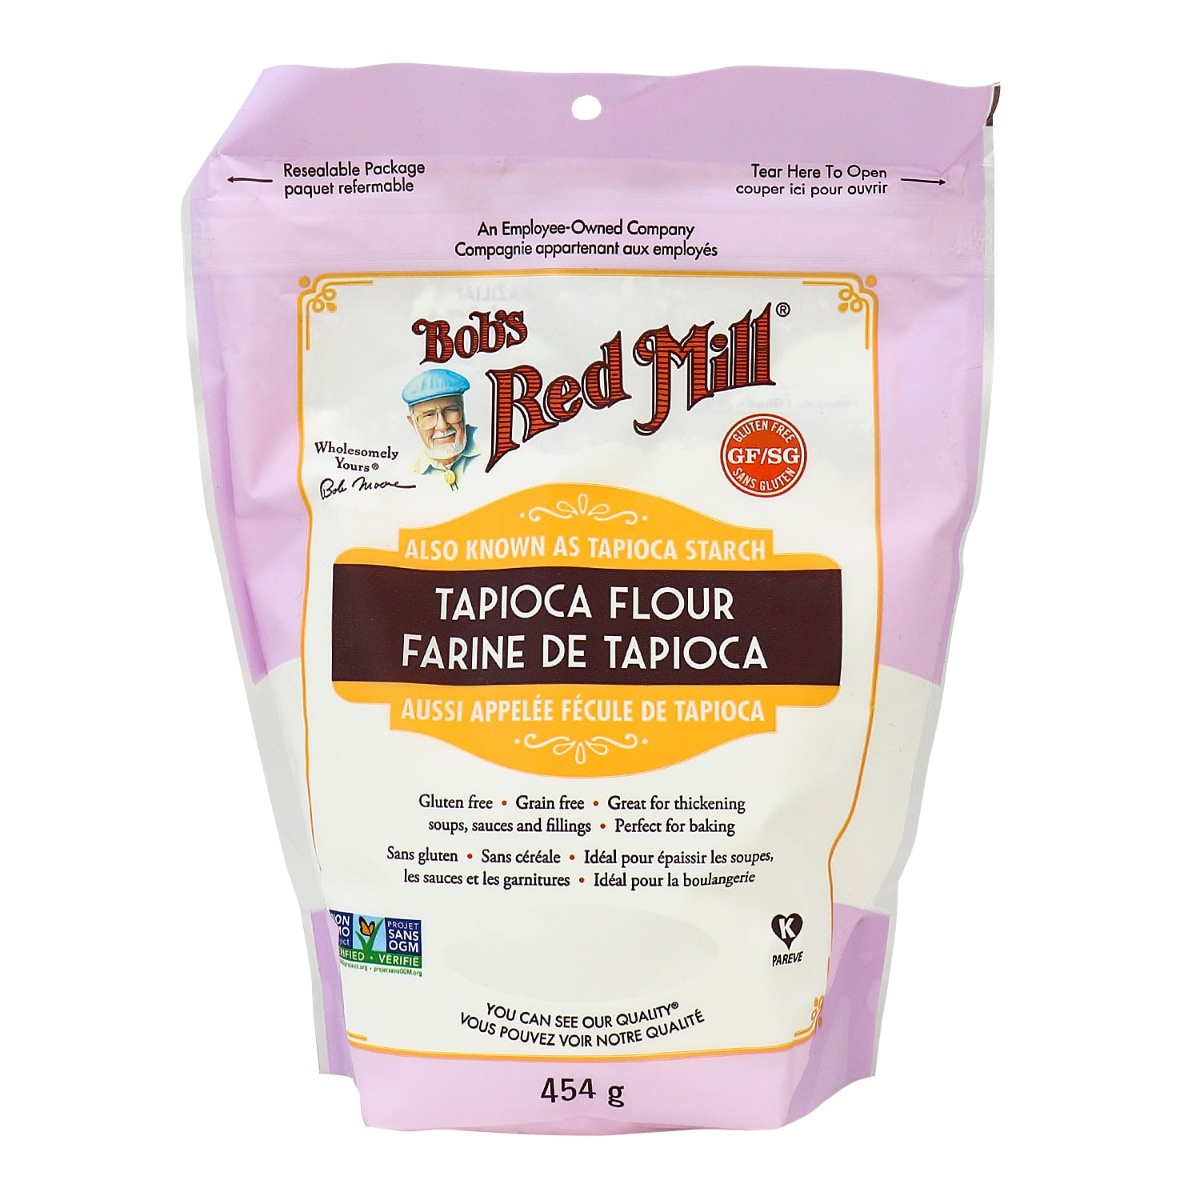 Resealable Package
paquet refermable
Tear Here To Open
couper ici pour ouvrir
An Employee-Owned Company
Compagnie appartenant aux employés
Bob's
Red Mill®
Wholesomely
Yours®
Bob Moore
GLUTEN FREE
GF/SG
SANS GLUTEN
ALSO KNOWN AS TAPIOCA STARCH
TAPIOCA FLOUR
FARINE DE TAPIOCA
AUSSI APPELÉE FÉCULE DE TAPIOCA
Gluten free • Grain free • Great for thickening
soups, sauces and fillings • Perfect for baking
Sans gluten • Sans céréale • Idéal pour épaissir les soupes,
les sauces et les garnitures • Idéal pour la boulangerie
PROJET
SANS
OGM
VÉRIFIÉ
projetsansOGM.org
K
PAREVE
YOU CAN SEE OUR QUALITY®
VOUS POUVEZ VOIR NOTRE QUALITÉ
454 g